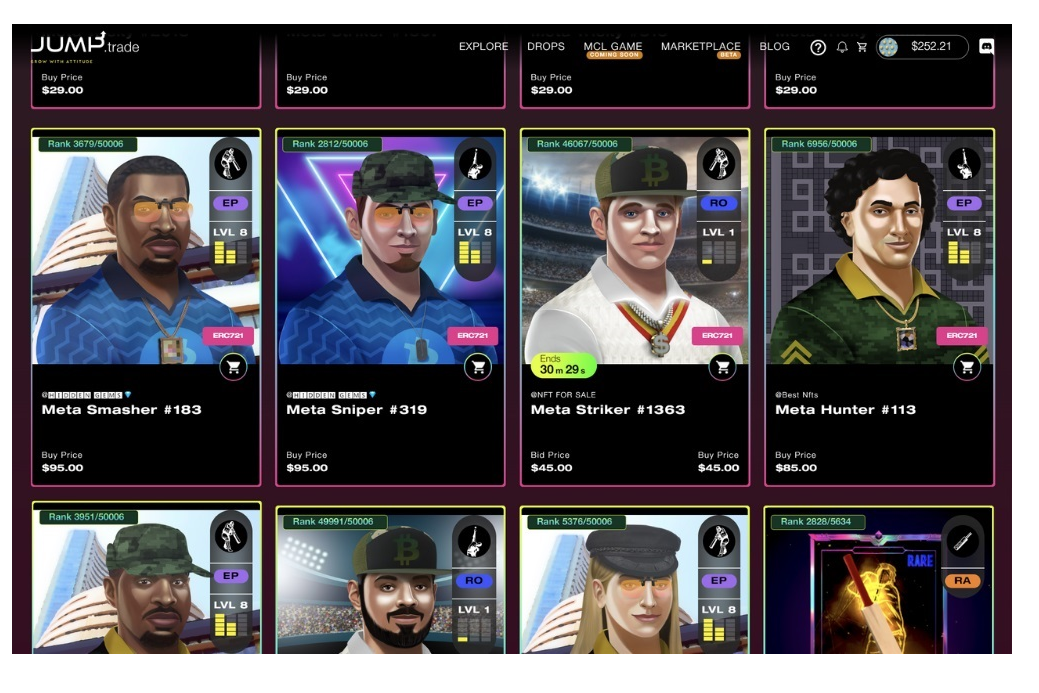 JUMP.trade
GROW WITH ATTITUDE
EXPLORE
DROPS
MCL GAME
COMING SOON
MARKETPLACE
BETA
BLOG
?
$252.21
Buy Price
$29.00
Buy Price
$29.00
Buy Price
$29.00
Buy Price
$29.00
Rank 3679/50006
EP
LVL 8
ERC721
@HIDDEN GEMS 💎
Meta Smasher #183
Buy Price
$95.00
Rank 2812/50006
EP
LVL 8
ERC721
@HIDDEN GEMS 💎
Meta Sniper #319
Buy Price
$95.00
Rank 46067/50006
RO
LVL 1
ERC721
Ends
30 m 29 s
@NFT FOR SALE
Meta Striker #1363
Bid Price
$45.00
Buy Price
$45.00
Rank 6956/50006
EP
LVL 8
ERC721
@Best Nfts
Meta Hunter #113
Buy Price
$85.00
Rank 3951/50006
EP
LVL 8
Rank 49991/50006
RO
LVL 1
Rank 5376/50006
EP
LVL 8
Rank 2828/5634
RARE
RA